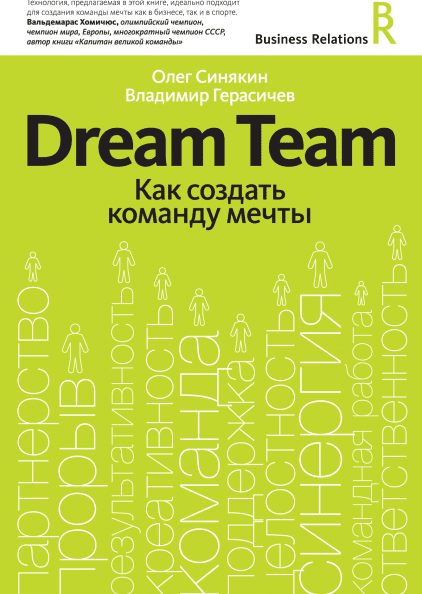 Технология, предлагаемая в этой книге, идеально подходит
для создания команды мечты как в бизнесе, так и в спорте.
Вальдемарас Хомичюс, олимпийский чемпион,
чемпион мира, Европы, многократный чемпион СССР,
автор книги «Капитан великой команды»
Business Relations
BR
Олег Синякин
Владимир Герасичев
Dream Team
Как создать
команду мечты
партнерство
прорыв
результативность
креативность
команда
поддержка
целостность
синергия
командная работа
ответственность